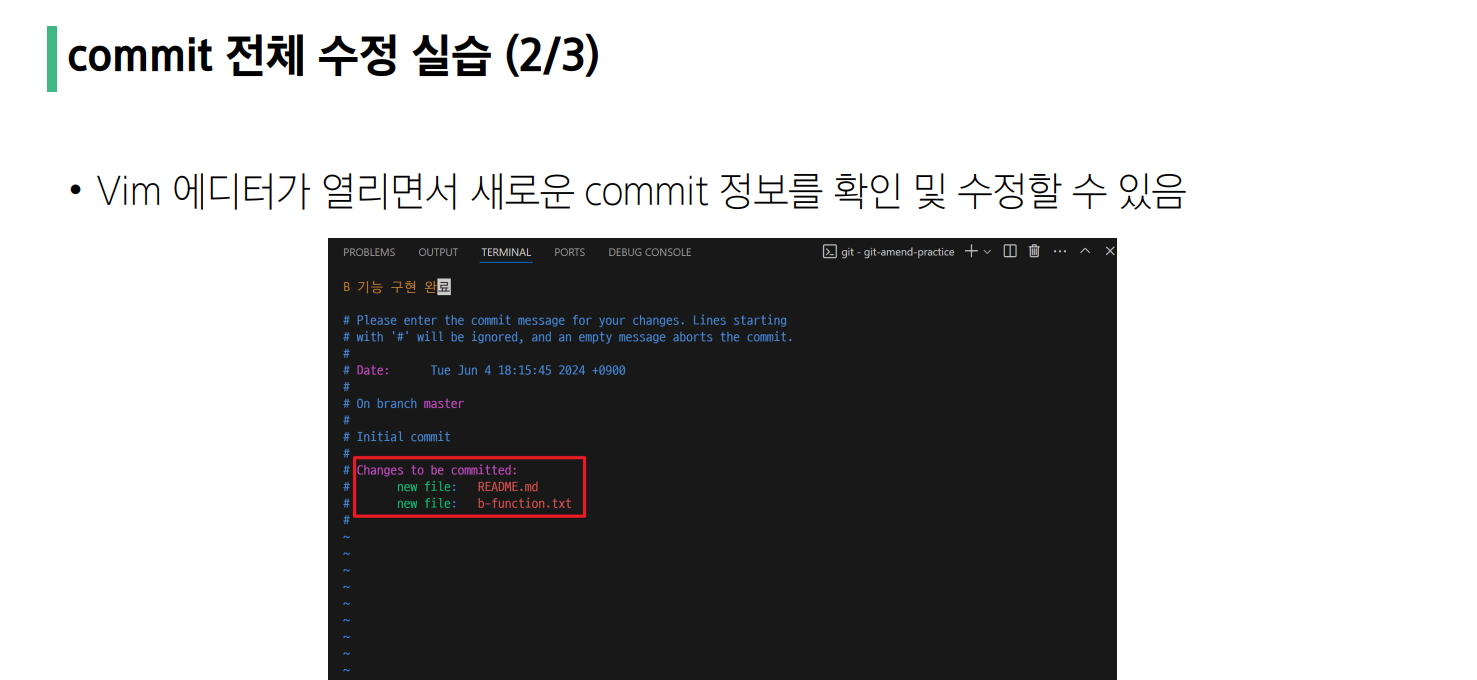 commit 전체 수정 실습 (2/3)
• Vim 에디터가 열리면서 새로운 commit 정보를 확인 및 수정할 수 있음
PROBLEMS OUTPUT TERMINAL PORTS DEBUG CONSOLE git - git-amend-practice
B 기능 구현 완료
# Please enter the commit message for your changes. Lines starting
# with '#' will be ignored, and an empty message aborts the commit.
#
# Date:      Tue Jun 4 18:15:45 2024 +0900
#
# On branch master
#
# Initial commit
#
# Changes to be committed:
#       new file:   README.md
#       new file:   b-function.txt
#
~
~
~
~
~
~
~
~
~